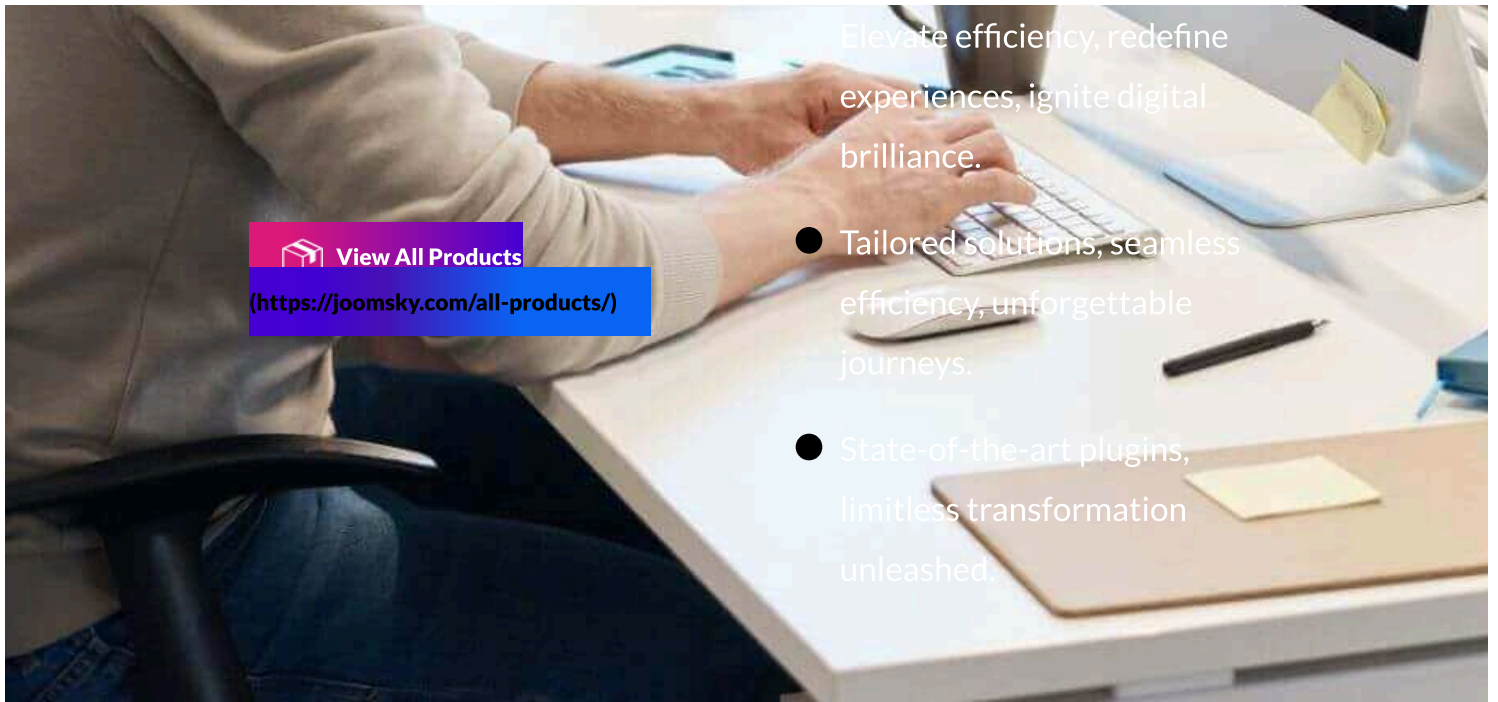 Elevate efficiency, redefine
experiences, ignite digital
brilliance.
View All Products
(https://joomsky.com/all-products/)
Tailored solutions, seamless
efficiency, unforgettable
journeys.
State-of-the-art plugins,
limitless transformation
unleashed.